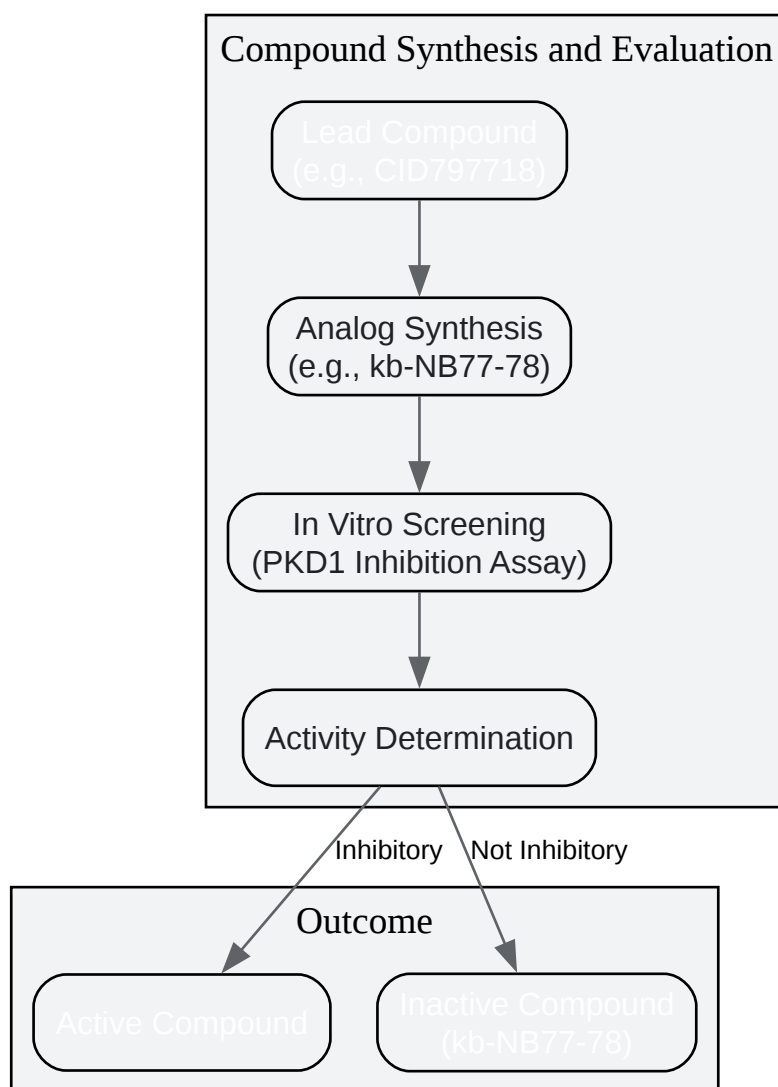 Compound Synthesis and Evaluation
Lead Compound
(e.g., CID797718)
Analog Synthesis
(e.g., kb-NB77-78)
In Vitro Screening
(PKD1 Inhibition Assay)
Activity Determination
Inhibitory
Not Inhibitory
Outcome
Active Compound
Inactive Compound
(kb-NB77-78)